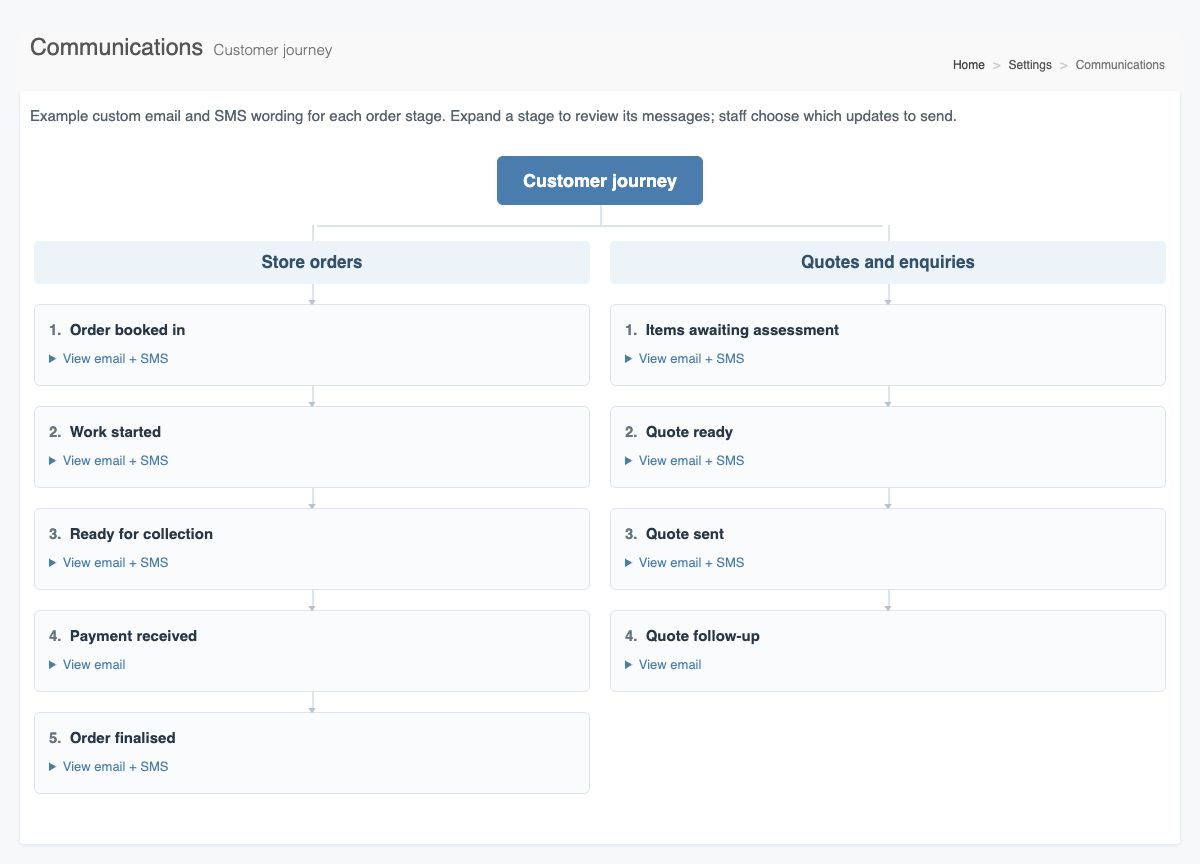 Communications Customer journey
Home > Settings > Communications
Example custom email and SMS wording for each order stage. Expand a stage to review its messages; staff choose which updates to send.
Customer journey
Store orders
1. Order booked in
View email + SMS
2. Work started
View email + SMS
3. Ready for collection
View email + SMS
4. Payment received
View email
5. Order finalised
View email + SMS
Quotes and enquiries
1. Items awaiting assessment
View email + SMS
2. Quote ready
View email + SMS
3. Quote sent
View email + SMS
4. Quote follow-up
View email